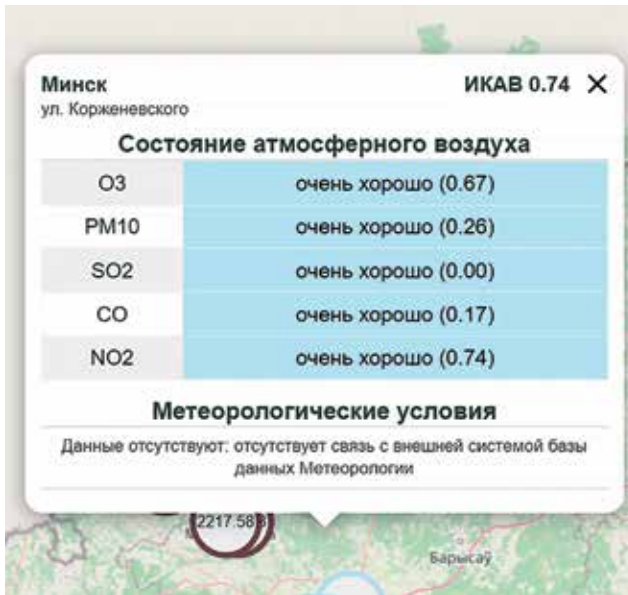 Минск ИКАВ 0.74
ул. Корженевского
Состояние атмосферного воздуха
O3 очень хорошо (0.67)
PM10 очень хорошо (0.26)
SO2 очень хорошо (0.00)
CO очень хорошо (0.17)
NO2 очень хорошо (0.74)
Метеорологические условия
Данные отсутствуют: отсутствует связь с внешней системой базы
данных Метеорологии
2217.58
Барысаў